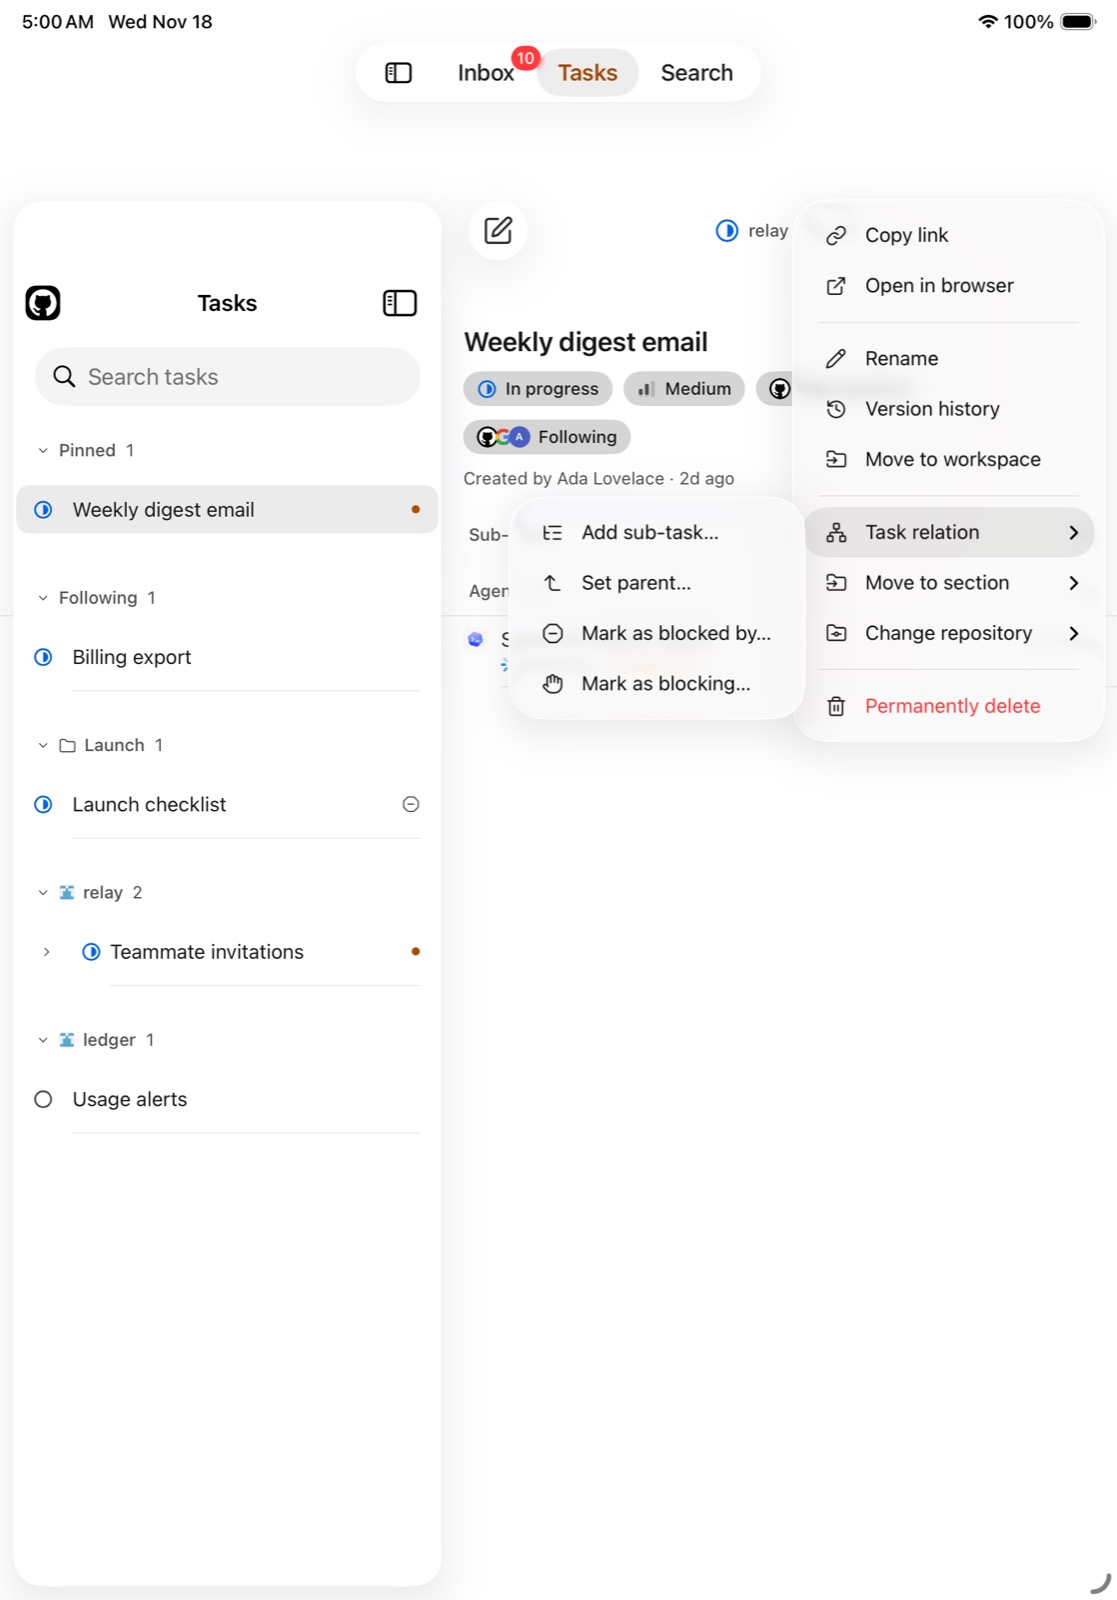 5:00 AM Wed Nov 18
100%
Inbox
10
Tasks
Search
Tasks
Search tasks
Pinned 1
Weekly digest email
Following 1
Billing export
Launch 1
Launch checklist
relay 2
Teammate invitations
ledger 1
Usage alerts
relay
Weekly digest email
In progress
Medium
A
Following
Created by Ada Lovelace · 2d ago
Sub-
Agen
S
Add sub-task...
Set parent...
Mark as blocked by...
Mark as blocking...
Copy link
Open in browser
Rename
Version history
Move to workspace
Task relation
Move to section
Change repository
Permanently delete